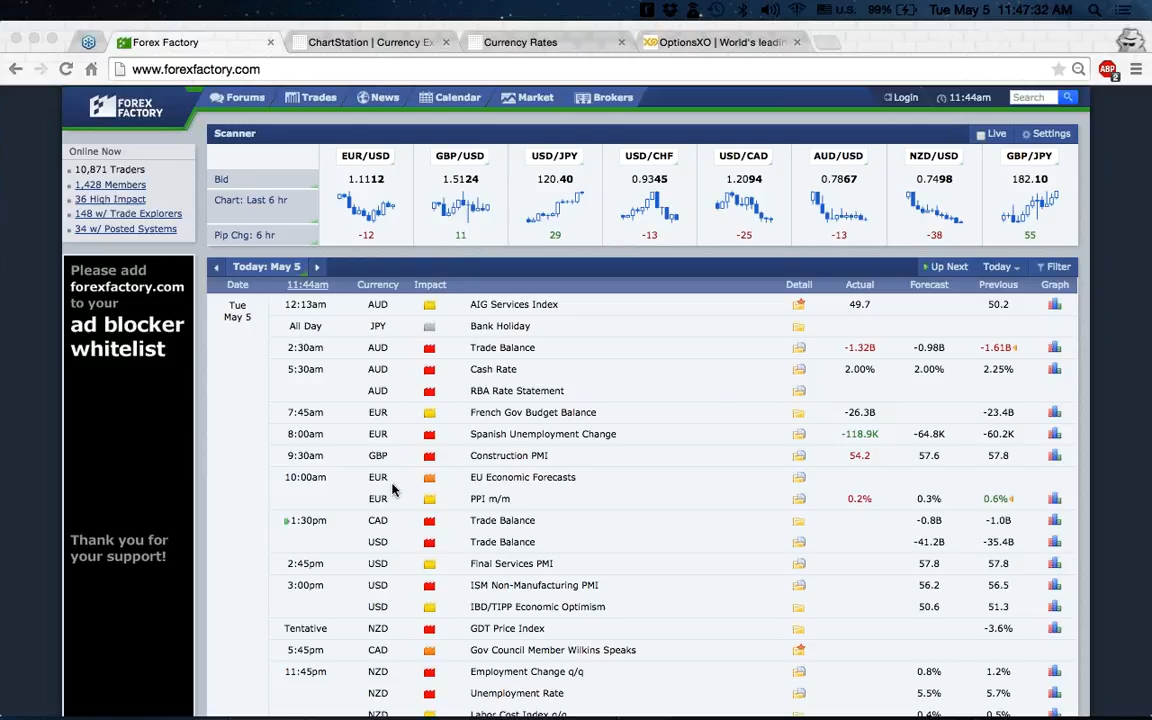 U.S. 99% Tue May 5 11:47:32 AM
Forex Factory ChartStation | Currency Ex Currency Rates OptionsXO | World's leadin
www.forexfactory.com ABP 2
FOREX FACTORY Forums Trades News Calendar Market Brokers Login 11:44am Search
Online Now
10,871 Traders
1,428 Members
36 High Impact
148 w/ Trade Explorers
34 w/ Posted Systems
Please add
forexfactory.com
to your
ad blocker
whitelist
Thank you for
your support!
Scanner Live Settings
EUR/USD GBP/USD USD/JPY USD/CHF USD/CAD AUD/USD NZD/USD GBP/JPY
Bid 1.1112 1.5124 120.40 0.9345 1.2094 0.7867 0.7498 182.10
Chart: Last 6 hr
Pip Chg: 6 hr -12 11 29 -13 -25 -13 -38 55
Today: May 5 Up Next Today Filter
Date 11:44am Currency Impact Detail Actual Forecast Previous Graph
Tue May 5 12:13am AUD AIG Services Index 49.7 50.2
All Day JPY Bank Holiday
2:30am AUD Trade Balance -1.32B -0.98B -1.61B
5:30am AUD Cash Rate 2.00% 2.00% 2.25%
AUD RBA Rate Statement
7:45am EUR French Gov Budget Balance -26.3B -23.4B
8:00am EUR Spanish Unemployment Change -118.9K -64.8K -60.2K
9:30am GBP Construction PMI 54.2 57.6 57.8
10:00am EUR EU Economic Forecasts
EUR PPI m/m 0.2% 0.3% 0.6%
1:30pm CAD Trade Balance -0.8B -1.0B
USD Trade Balance -41.2B -35.4B
2:45pm USD Final Services PMI 57.8 57.8
3:00pm USD ISM Non-Manufacturing PMI 56.2 56.5
USD IBD/TIPP Economic Optimism 50.6 51.3
Tentative NZD GDT Price Index -3.6%
5:45pm CAD Gov Council Member Wilkins Speaks
11:45pm NZD Employment Change q/q 0.8% 1.2%
NZD Unemployment Rate 5.5% 5.7%
NZD Labor Cost Index q/q 0.4% 0.5%